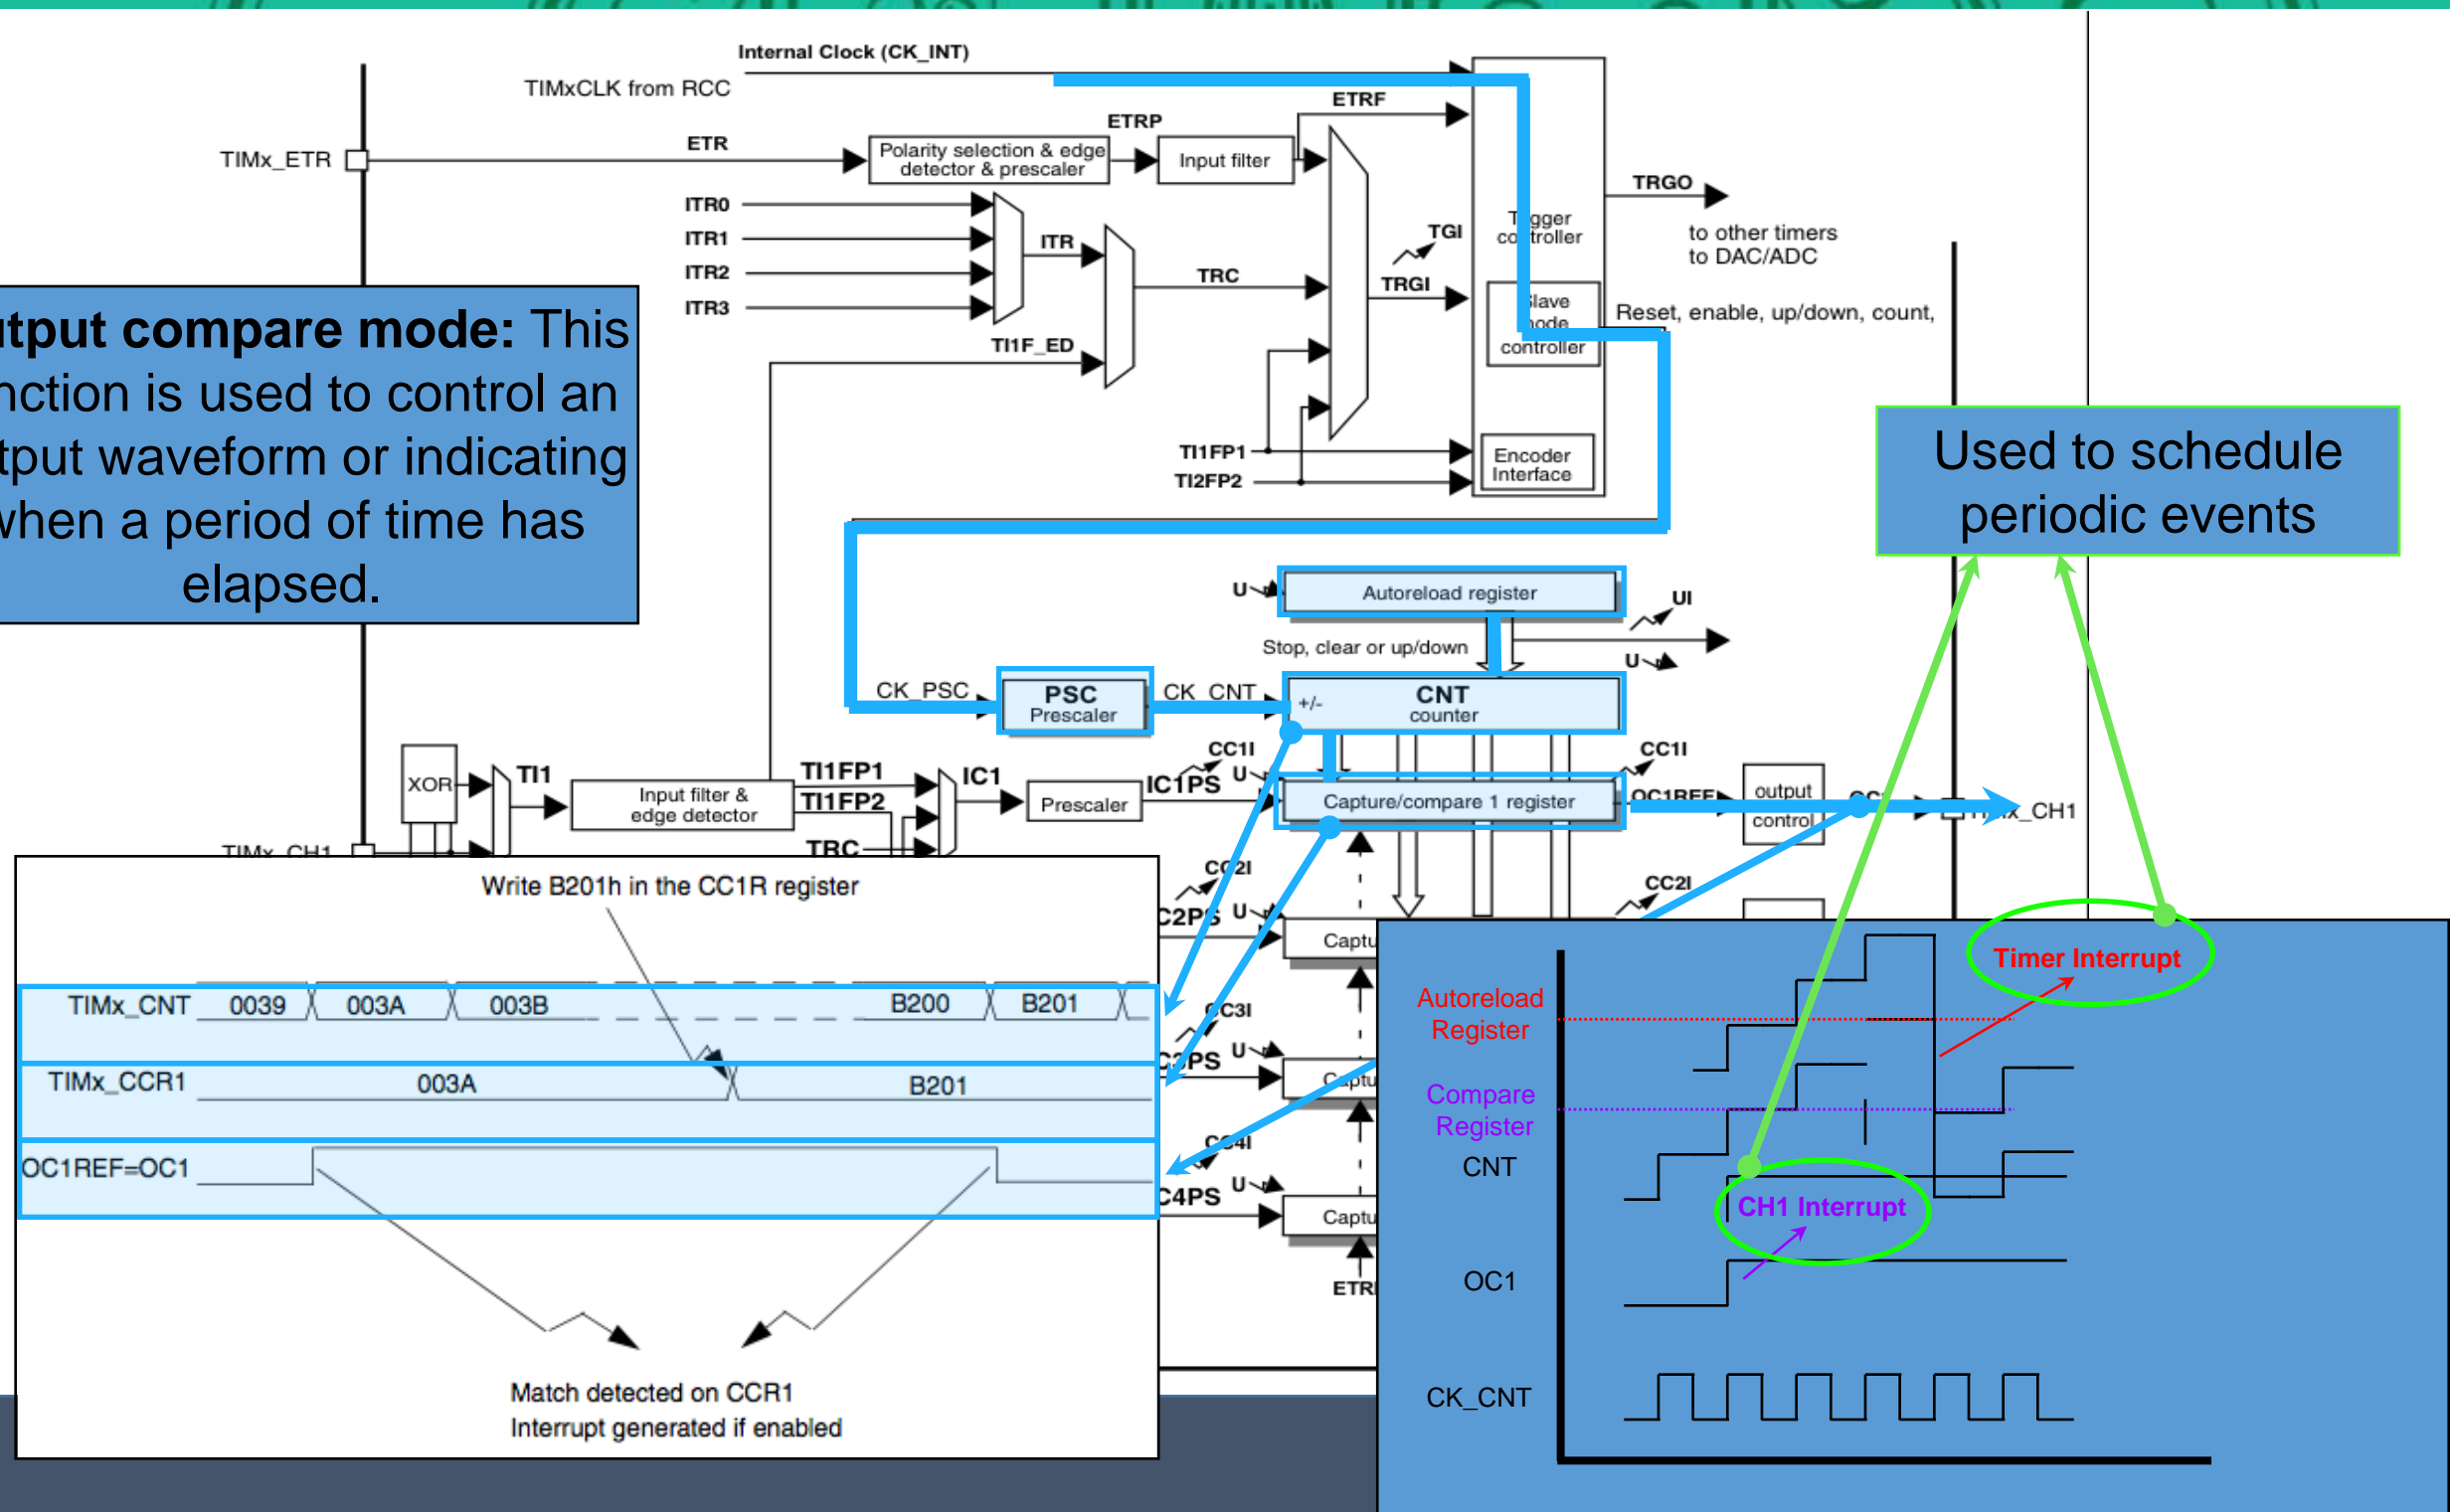 Internal Clock (CK_INT)
TIMxCLK from RCC
ETRF
ETRP
ETR
TIMx_ETR
Polarity selection & edge
detector & prescaler
Input filter
TRGO
to other timers
to DAC/ADC
ITR0
ITR1
ITR2
ITR3
ITR
TRC
TI1F_ED
TGI
TRGI
controller
controller
Reset, enable, up/down, count,
Encoder
Interface
TI1FP1
TI2FP2
compare mode: This
is used to control an
waveform or indicating
when a period of time has
elapsed.
Used to schedule
periodic events
U
Autoreload register
UI
Stop, clear or up/down
U
CK_PSC
PSC
Prescaler
CK_CNT
+/-
CNT
counter
XOR
TI1
Input filter &
edge detector
TI1FP1
TI1FP2
TRC
IC1
Prescaler
CC1I
IC1PS
U
Capture/compare 1 register
CC1I
OC1REF
output
control
TIMx_CH1
TIMx_CH1
CC2I
U
CC2I
CC3I
U
CC4I
U
Write B201h in the CC1R register
TIMx_CNT 0039 003A 003B B200 B201
TIMx_CCR1 003A B201
OC1REF=OC1
Match detected on CCR1
Interrupt generated if enabled
Timer Interrupt
Autoreload
Register
Compare
Register
CNT
CH1 Interrupt
OC1
CK_CNT